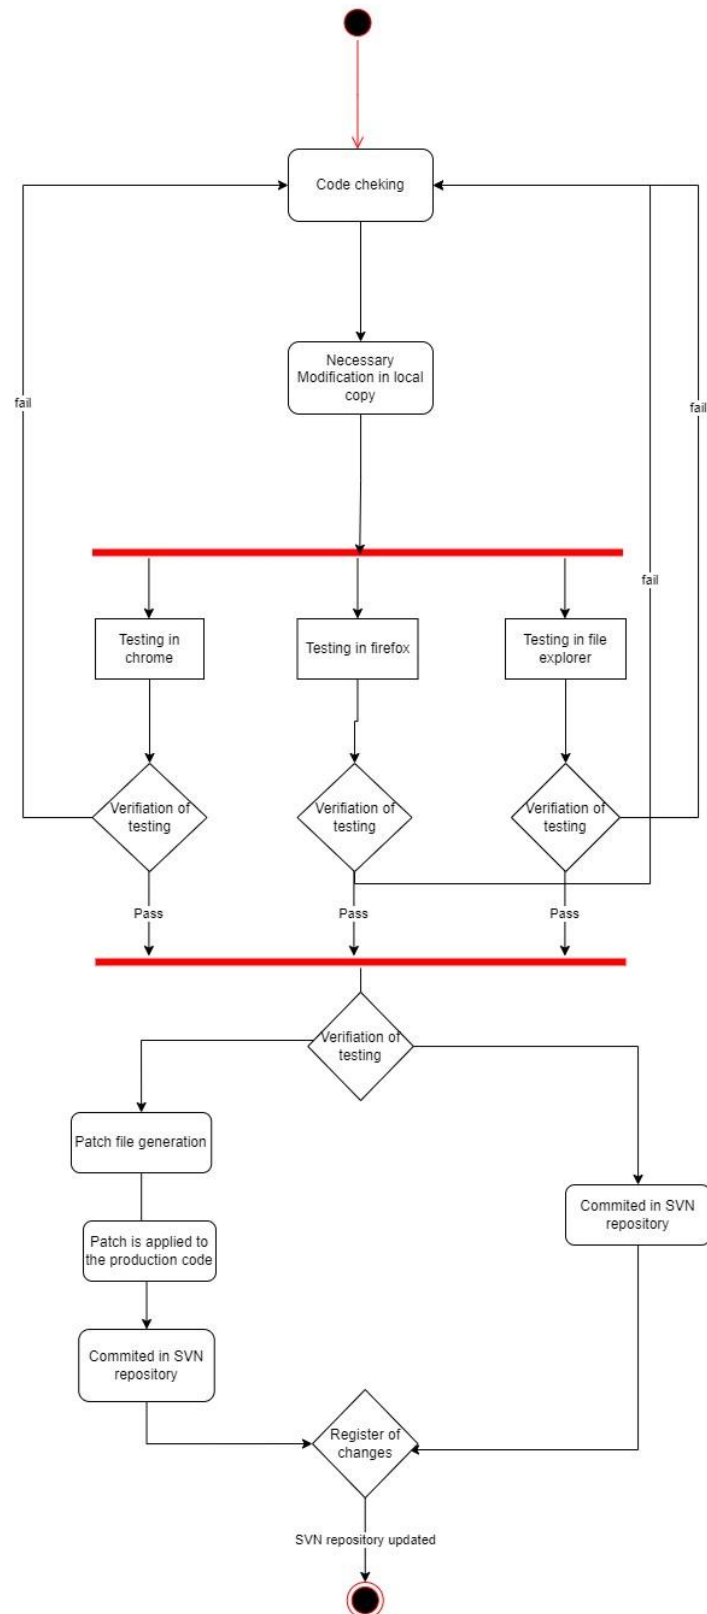 Code cheking
Necessary
Modification in local
copy
fail
fail
fail
Testing in
chrome
Testing in firefox
Testing in file
explorer
Verifiation of
testing
Verifiation of
testing
Verifiation of
testing
Pass
Pass
Pass
Verifiation of
testing
Patch file generation
Commited in SVN
repository
Patch is applied to
the production code
Commited in SVN
repository
Register of
changes
SVN repository updated